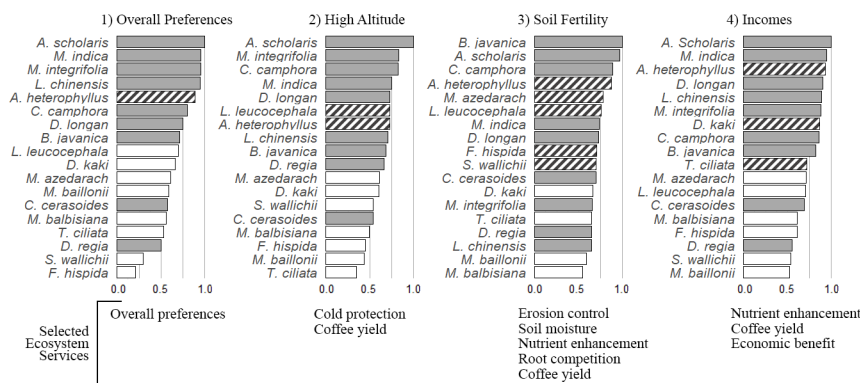 1) Overall Preferences
A. scholaris
M. indica
M. integrifolia
L. chinensis
A. heterophyllus
C. camphora
D. longan
B. javanica
L. leucocephala
D. kaki
M. azedarach
M. baillonii
C. cerasoides
M. balbisiana
T. ciliata
D. regia
S. wallichii
F. hispida
0.0 0.5 1.0
2) High Altitude
A. scholaris
M. integrifolia
C. camphora
M. indica
D. longan
L. leucocephala
A. heterophyllus
L. chinensis
B. javanica
D. regia
M. azedarach
D. kaki
S. wallichii
C. cerasoides
M. balbisiana
F. hispida
M. baillonii
T. ciliata
0.0 0.5 1.0
3) Soil Fertility
B. javanica
A. scholaris
C. camphora
A. heterophyllus
M. azedarach
L. leucocephala
M. indica
D. longan
F. hispida
S. wallichii
C. cerasoides
D. kaki
M. integrifolia
T. ciliata
D. regia
L. chinensis
M. baillonii
M. balbisiana
0.0 0.5 1.0
4) Incomes
A. Scholaris
M. indica
A. heterophyllus
D. longan
L. chinensis
M. integrifolia
D. kaki
C. camphora
B. javanica
T. ciliata
M. azedarach
L. leucocephala
C. cerasoides
M. balbisiana
F. hispida
D. regia
S. wallichii
M. baillonii
0.0 0.5 1.0
Selected
Ecosystem
Services
Overall preferences
Cold protection
Coffee yield
Erosion control
Soil moisture
Nutrient enhancement
Root competition
Coffee yield
Nutrient enhancement
Coffee yield
Economic benefit